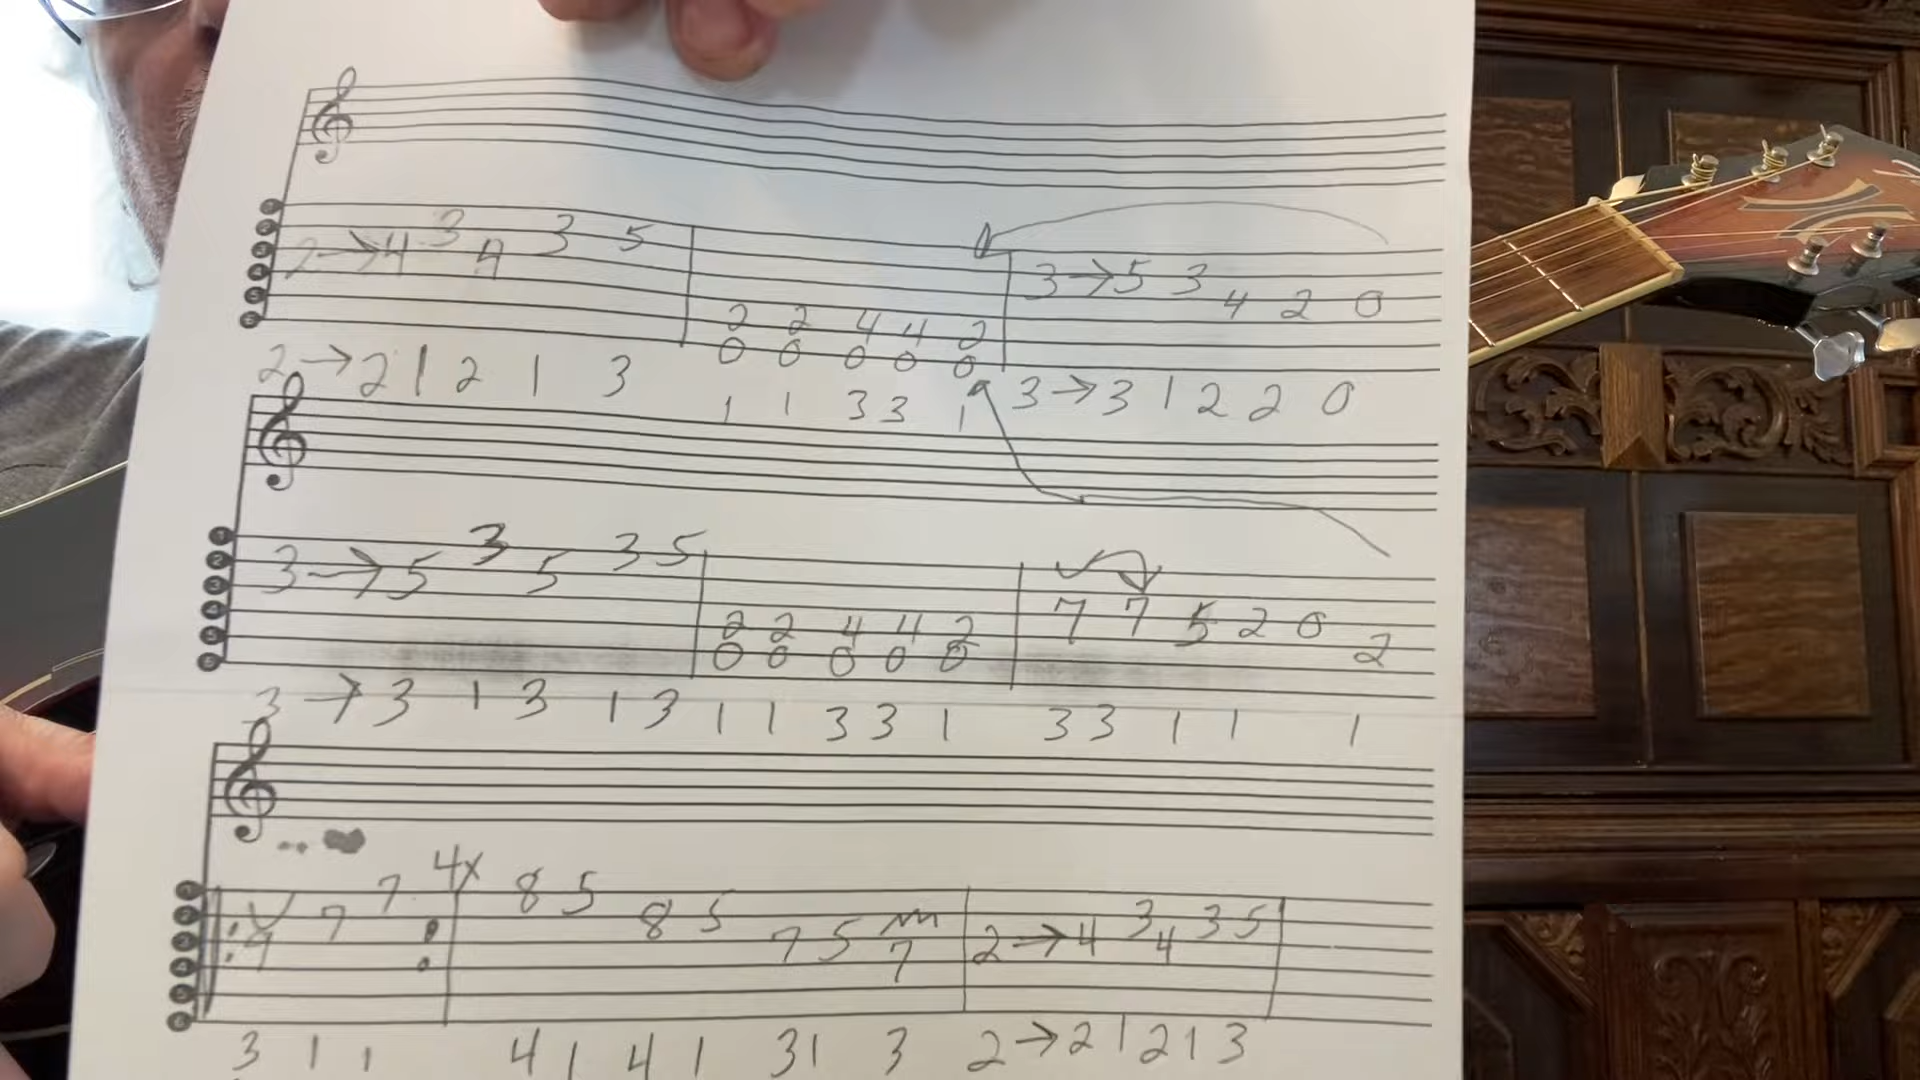 2 → 4 3 4 3 5
2 2 4 4 2
0 0 0 0 0
3 → 5 3 4 2 0
2 → 2 1 2 1 3
1 1 3 3 1
3 → 3 1 2 2 0
3 → 5 3 5 3 5
2 2 4 4 2
0 0 0 0 0
7 7 5 2 0 2
3 → 3 1 3 1 3 1 1 3 3 1 3 3 1 1 1
4x
7 7 7
8 5 8 5 7 5 7
2 → 4 3 4 3 5
3 1 1 4 1 4 1 3 1 3 2 → 2 1 2 1 3